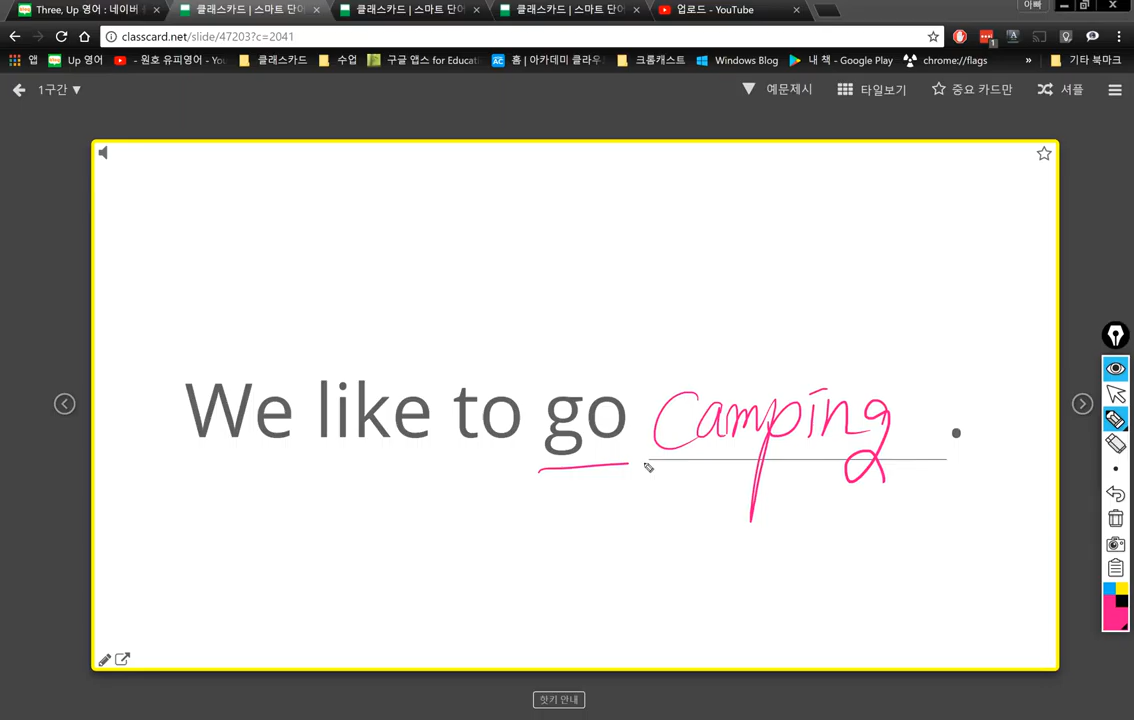 Three, Up 영어 : 네이버
클래스카드 | 스마트 단어
클래스카드 | 스마트 단어
클래스카드 | 스마트 단어
업로드 - YouTube
아빠
classcard.net/slide/47203?c=2041
앱
Up 영어
- 원호 유피영어 - You
클래스카드
수업
구글 앱스 for Educati
홈 | 아카데미 클라우
크롬캐스트
Windows Blog
내 책 - Google Play
chrome://flags
»
기타 북마크
1구간 ▼
예문제시
타일보기
중요 카드만
셔플
We like to go camping .
핫키 안내